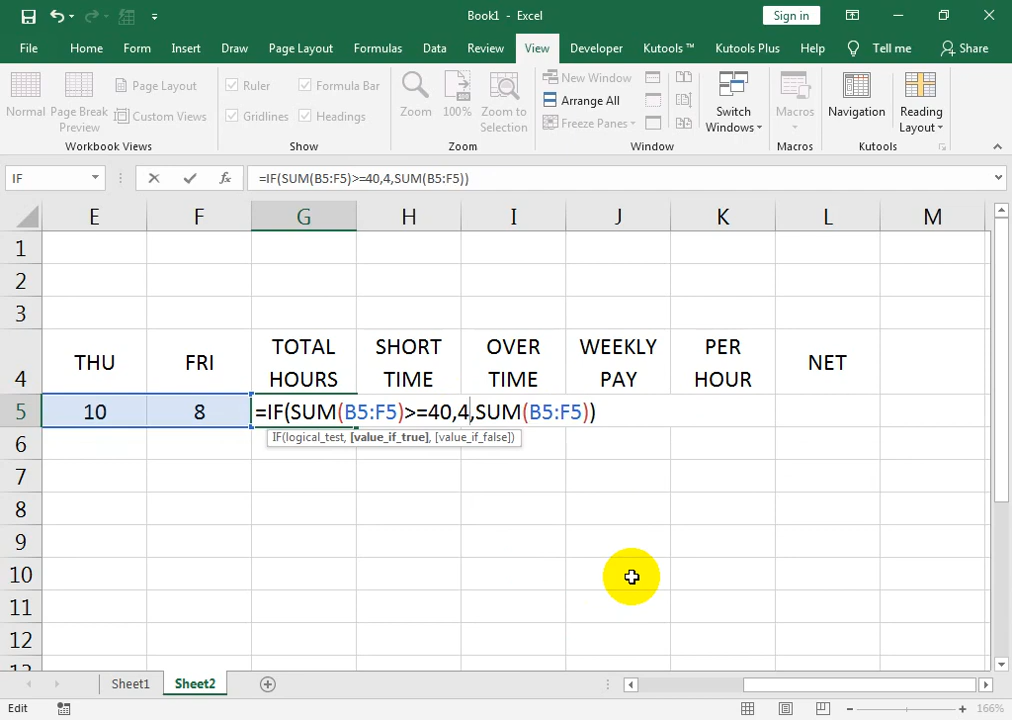 Book1 - Excel
Sign in
File Home Form Insert Draw Page Layout Formulas Data Review View Developer Kutools ™ Kutools Plus Help Tell me Share
Normal
Page Break Preview
Page Layout
Custom Views
Workbook Views
Ruler
Formula Bar
Gridlines
Headings
Show
Zoom
100%
Zoom to Selection
Zoom
New Window
Arrange All
Freeze Panes
Switch Windows
Window
Macros
Macros
Navigation
Reading Layout
Kutools
IF
fx
=IF(SUM(B5:F5)>=40,4,SUM(B5:F5))
E F G H I J K L M
1
2
3
4 THU FRI TOTAL HOURS SHORT TIME OVER TIME WEEKLY PAY PER HOUR NET
5 10 8 =IF(SUM(B5:F5)>=40,4,SUM(B5:F5))
IF(logical_test, [value_if_true], [value_if_false])
6
7
8
9
10
11
12
13
Sheet1 Sheet2
Edit
166%